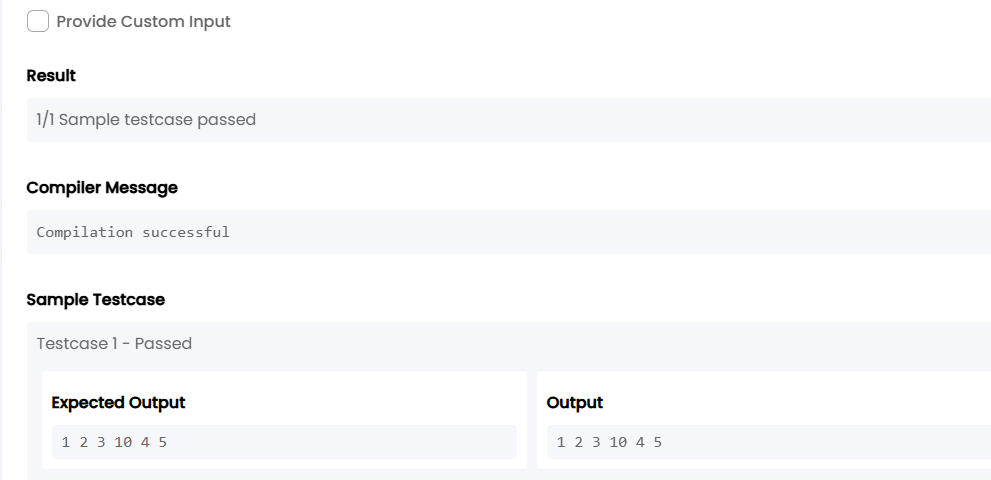 Provide Custom Input
Result
1/1 Sample testcase passed
Compiler Message
Compilation successful
Sample Testcase
Testcase 1 - Passed
Expected Output
1 2 3 10 4 5
Output
1 2 3 10 4 5